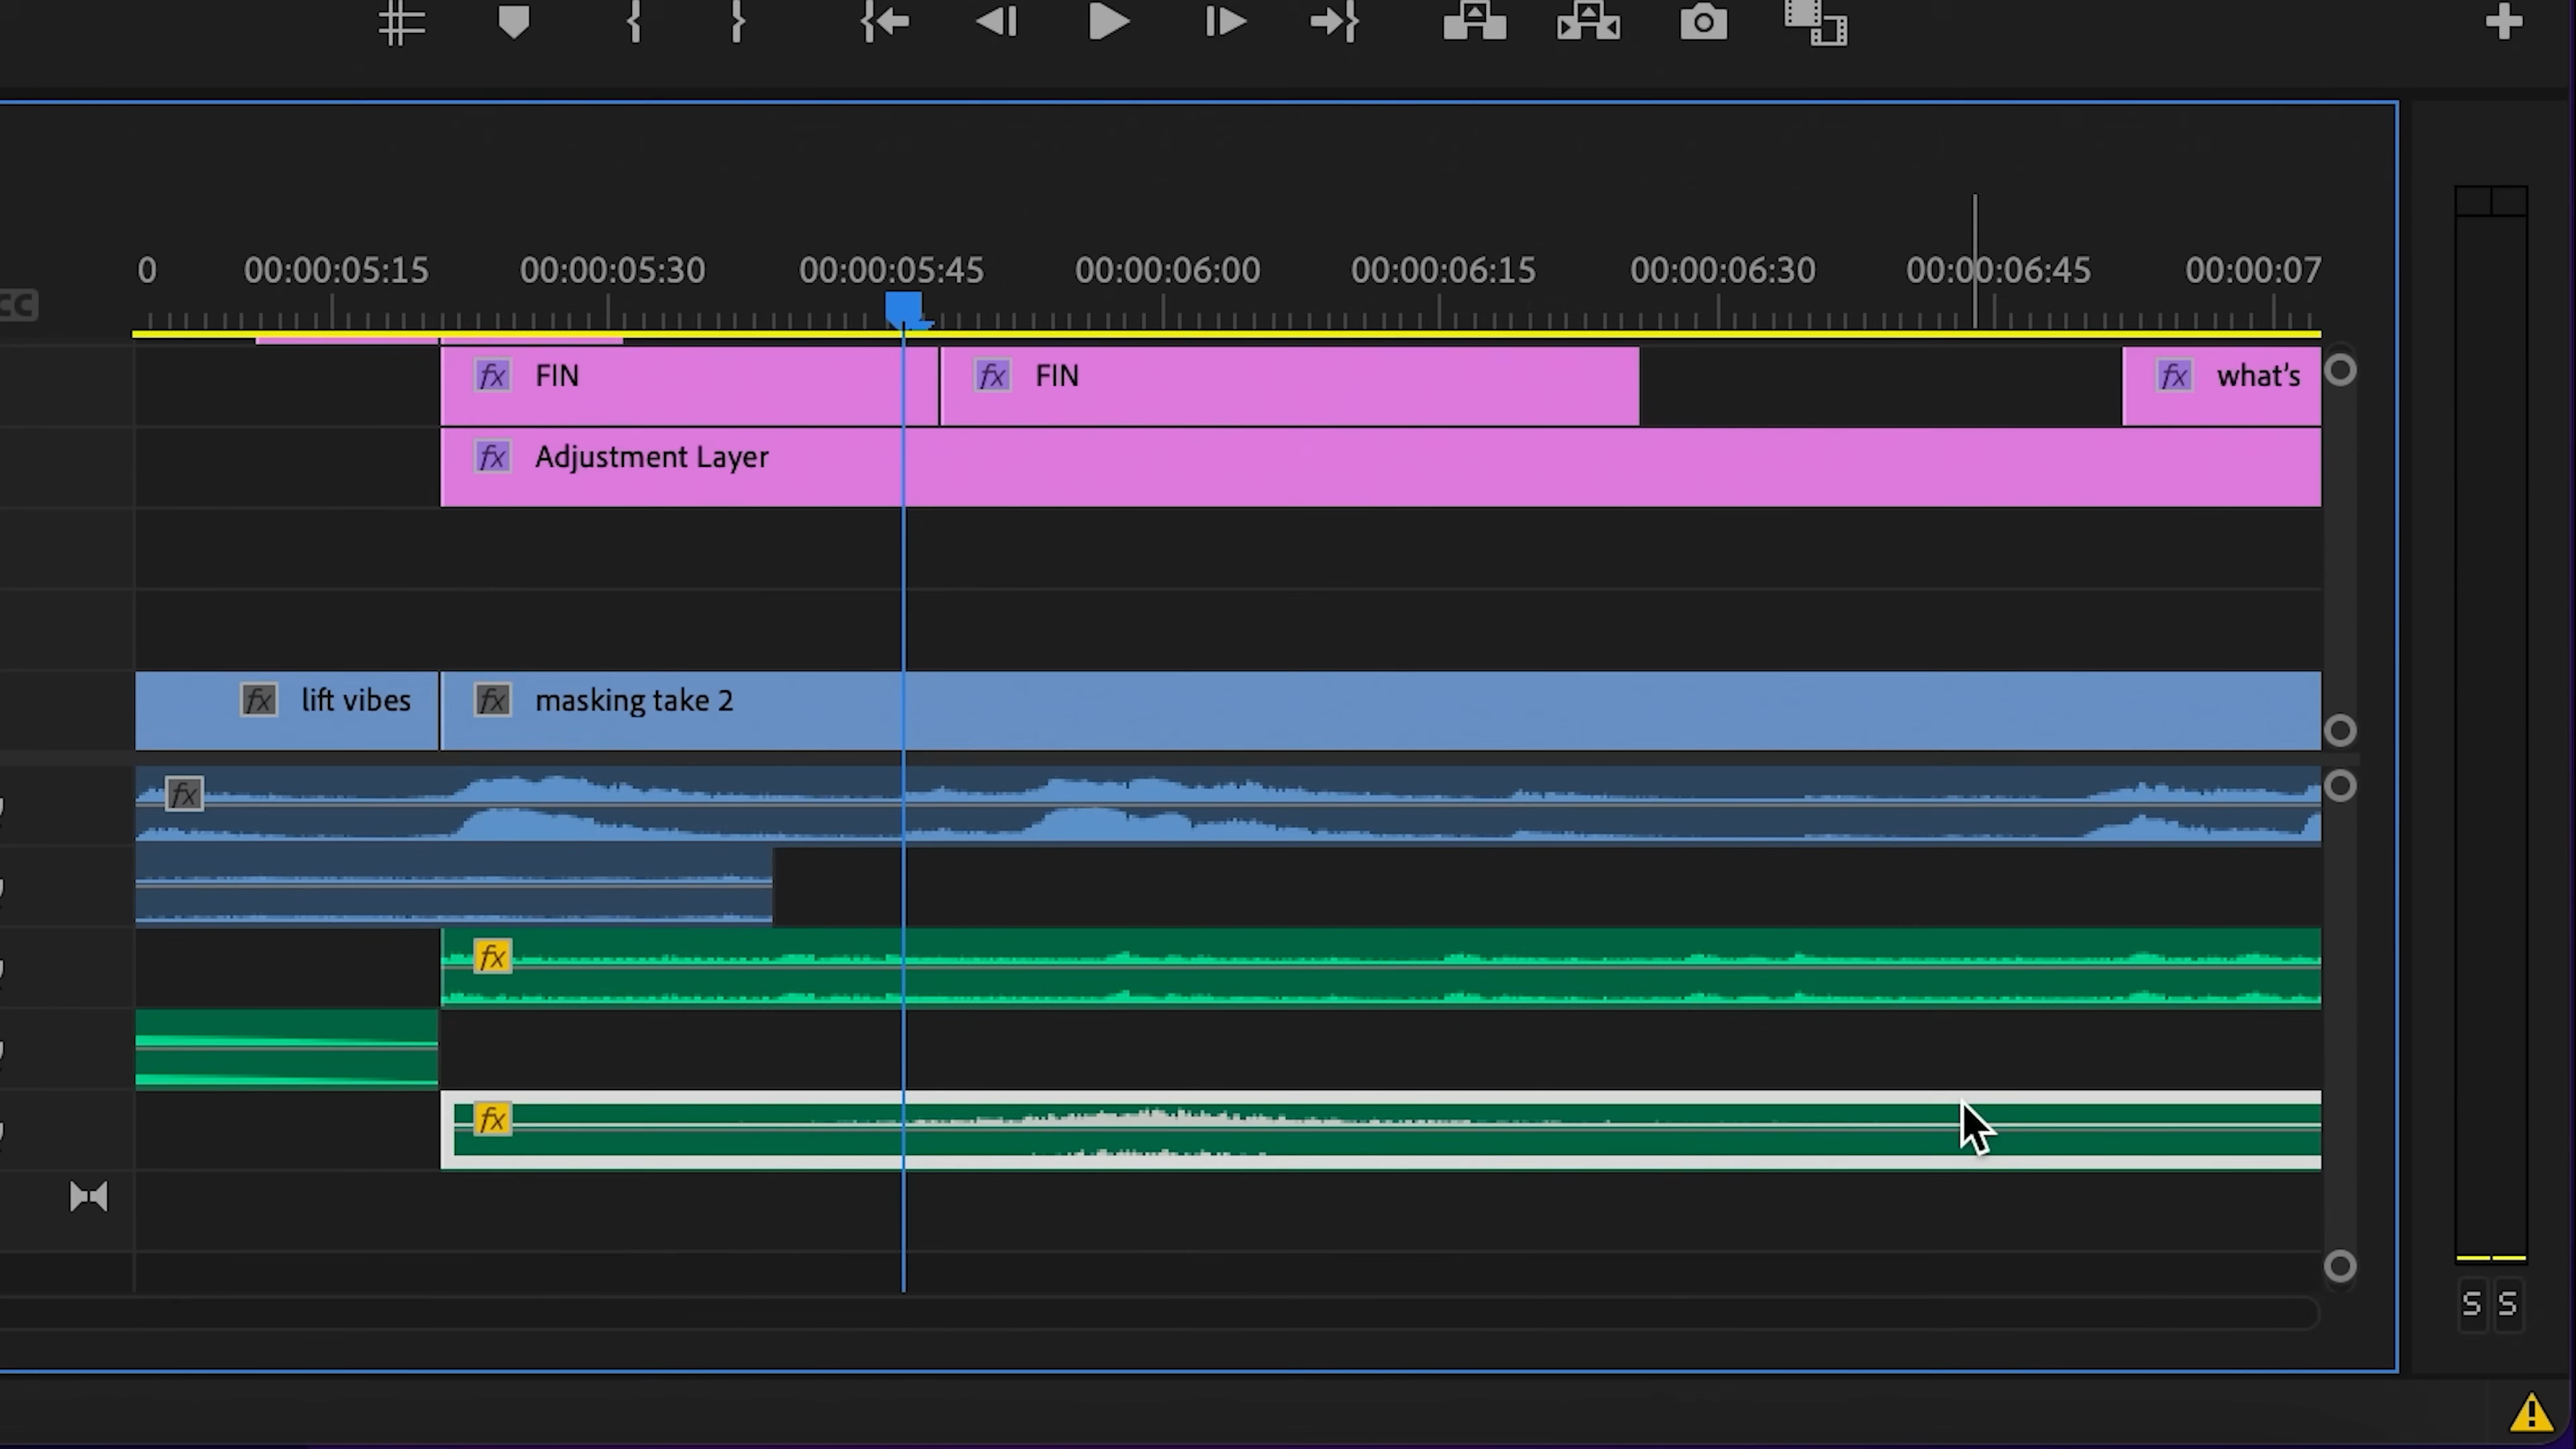 0 00:00:05:15 00:00:05:30 00:00:05:45 00:00:06:00 00:00:06:15 00:00:06:30 00:00:06:45 00:00:07
CC
fx FIN fx FIN fx what's
fx Adjustment Layer
fx lift vibes fx masking take 2
fx
fx
fx
S S